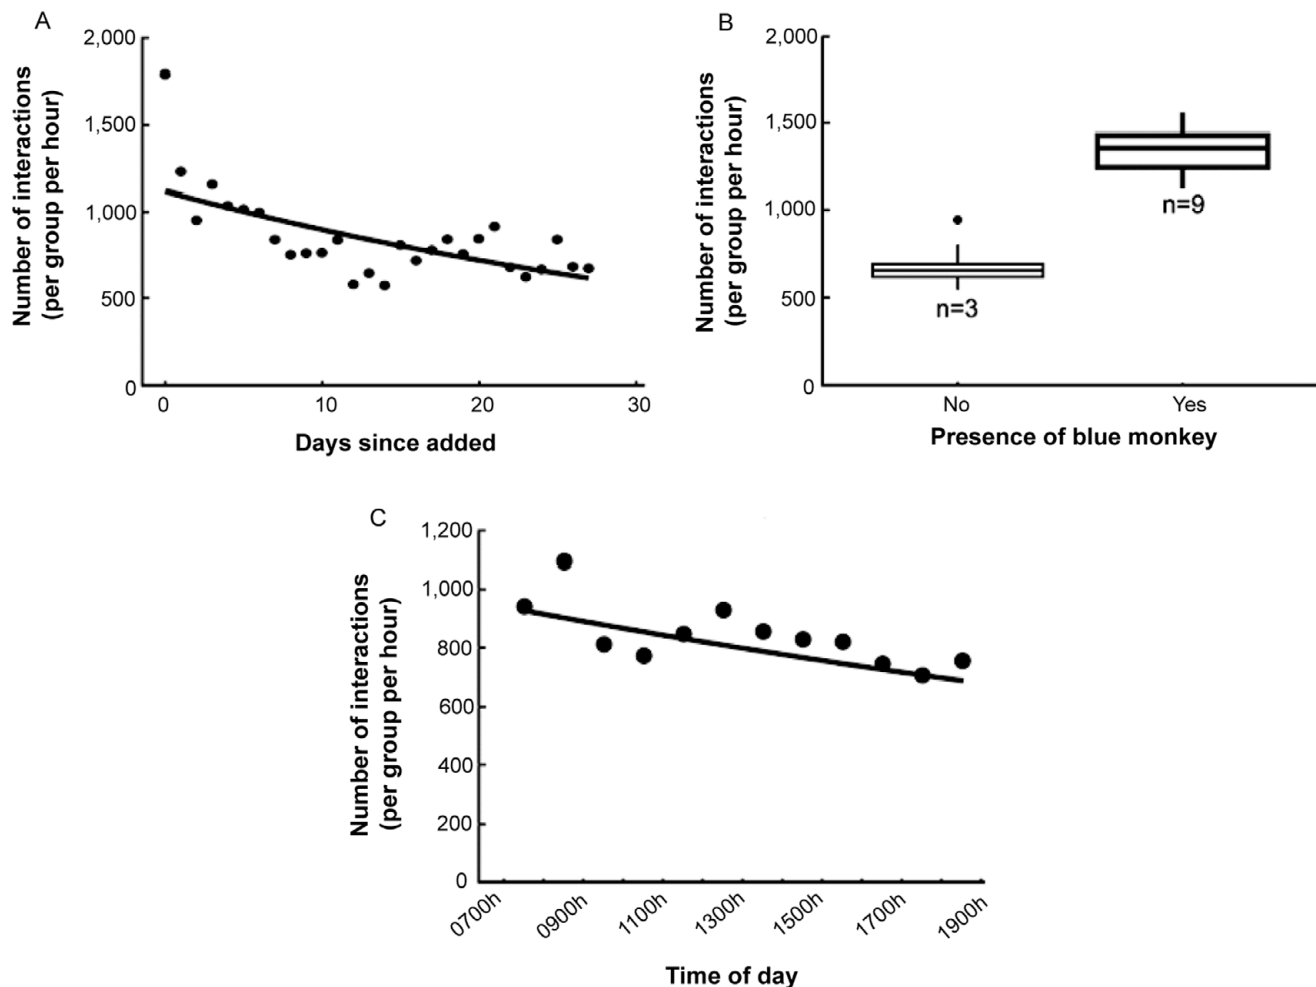 A
Number of interactions
(per group per hour)
2,000
1,500
1,000
500
0
0 10 20 30
Days since added
B
Number of interactions
(per group per hour)
2,000
1,500
1,000
500
0
n=3
n=9
No Yes
Presence of blue monkey
C
Number of interactions
(per group per hour)
1,200
1,000
800
600
400
200
0
0700h 0900h 1100h 1300h 1500h 1700h 1900h
Time of day